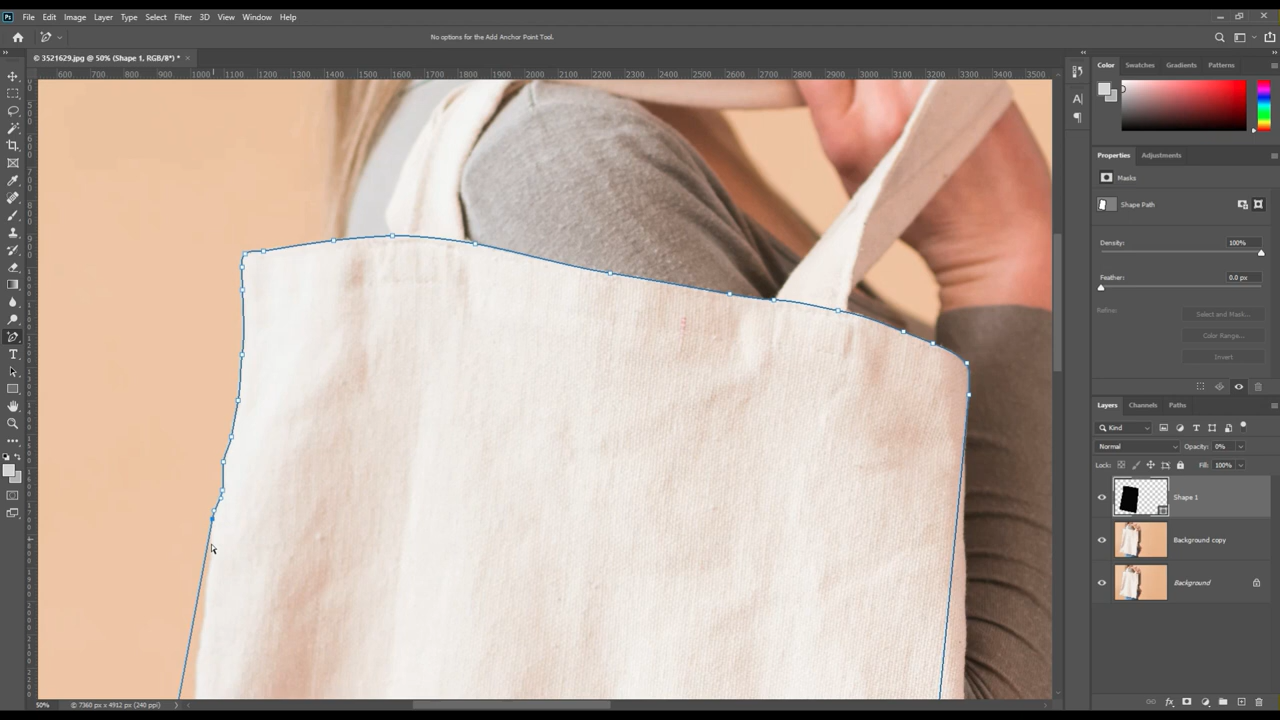 Ps File Edit Image Layer Type Select Filter 3D View Window Help
No options for the Add Anchor Point Tool.
© 3521629.jpg @ 50% (Shape 1, RGB/8*) * ×
600 700 800 900 1000 1100 1200 1300 1400 1500 1600 1700 1800 1900 2000 2100 2200 2300 2400 2500 2600 2700 2800 2900 3000 3100 3200 3300 3400 3500
Color Swatches Gradients Patterns
Properties Adjustments
Masks
Shape Path
Density: 100%
Feather: 0.0 px
Refine:
Select and Mask...
Color Range...
Invert
Layers Channels Paths
Kind
Normal Opacity: 0%
Lock: Fill: 100%
Shape 1
Background copy
Background
50% © 7360 px x 4912 px (240 ppi)